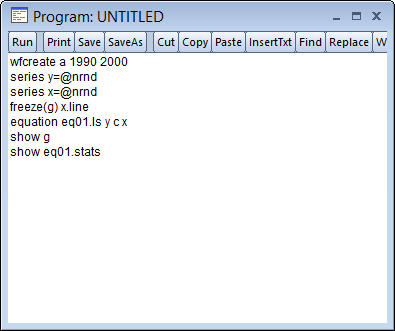 Program: UNTITLED
Run Print Save SaveAs Cut Copy Paste InsertTxt Find Replace W
wfcreate a 1990 2000
series y=@nrnd
series x=@nrnd
freeze(g) x.line
equation eq01.ls y c x
show g
show eq01.stats